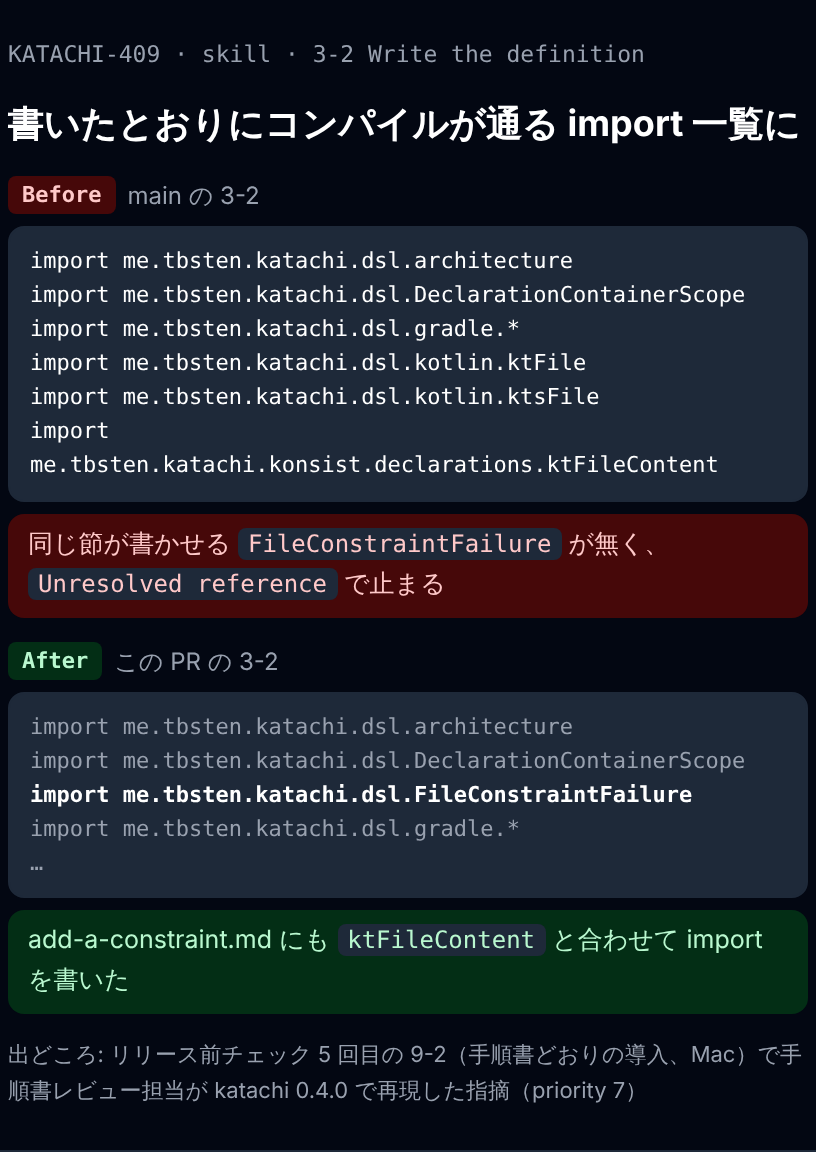 KATACHI-409 · skill · 3-2 Write the definition
書いたとおりにコンパイルが通る import 一覧に
Before main の 3-2
import me.tbsten.katachi.dsl.architecture
import me.tbsten.katachi.dsl.DeclarationContainerScope
import me.tbsten.katachi.dsl.gradle.*
import me.tbsten.katachi.dsl.kotlin.ktFile
import me.tbsten.katachi.dsl.kotlin.ktsFile
import
me.tbsten.katachi.konsist.declarations.ktFileContent
同じ節が書かせる FileConstraintFailure が無く、
Unresolved reference で止まる
After この PR の 3-2
import me.tbsten.katachi.dsl.architecture
import me.tbsten.katachi.dsl.DeclarationContainerScope
import me.tbsten.katachi.dsl.FileConstraintFailure
import me.tbsten.katachi.dsl.gradle.*
…
add-a-constraint.md にも ktFileContent と合わせて import
を書いた
出どころ: リリース前チェック 5 回目の 9-2（手順書どおりの導入、Mac）で手
順書レビュー担当が katachi 0.4.0 で再現した指摘（priority 7）